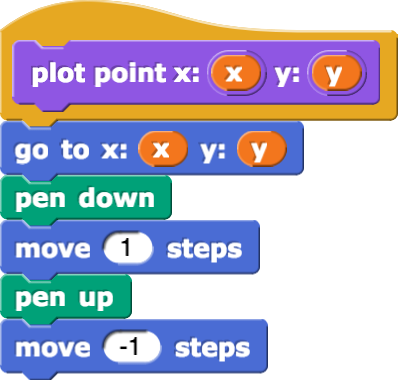 plot point x: x y: y
go to x: x y: y
pen down
move 1 steps
pen up
move -1 steps